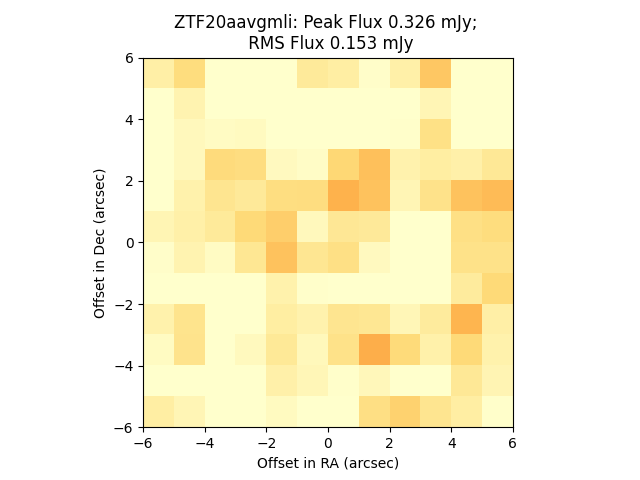 ZTF20aavgmli: Peak Flux 0.326 mJy;
RMS Flux 0.153 mJy
6
4
2
0
−2
−4
−6
Offset in Dec (arcsec)
−6 −4 −2 0 2 4 6
Offset in RA (arcsec)